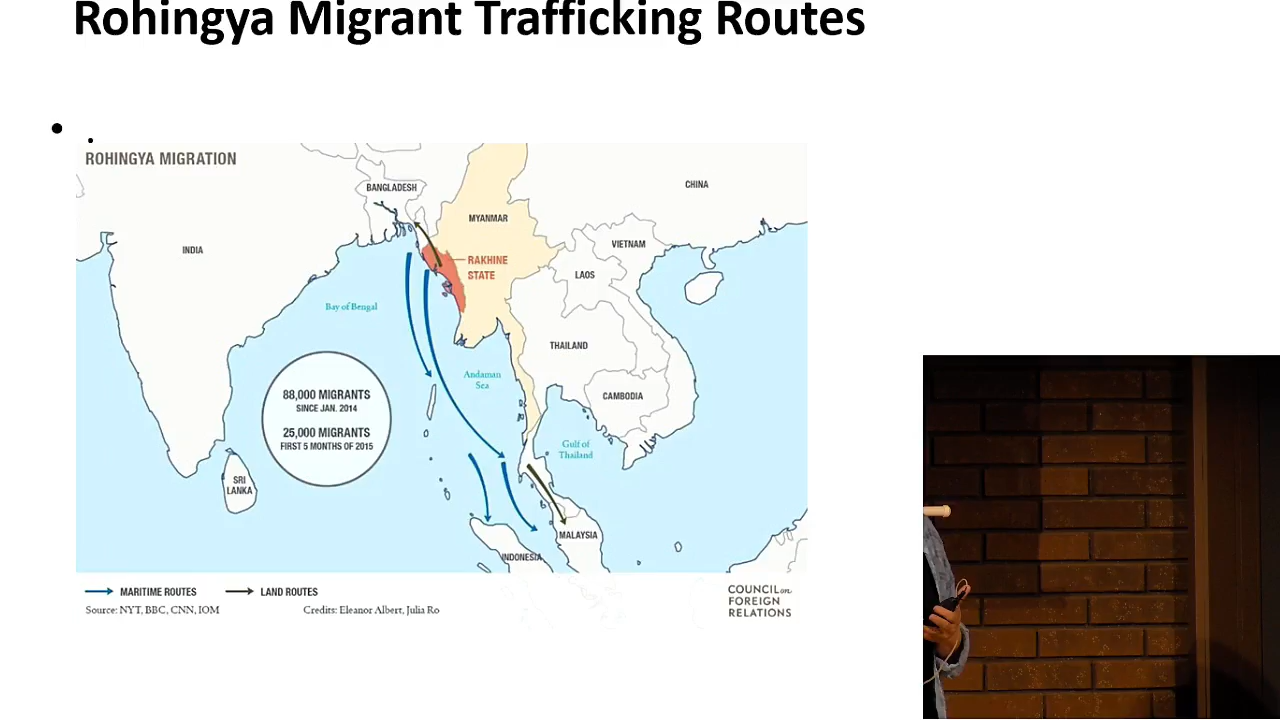 Rohingya Migrant Trafficking Routes
• .
ROHINGYA MIGRATION
BANGLADESH
CHINA
MYANMAR
INDIA
VIETNAM
RAKHINE
STATE
LAOS
Bay of Bengal
THAILAND
Andaman
Sea
88,000 MIGRANTS
SINCE JAN. 2014
CAMBODIA
25,000 MIGRANTS
FIRST 5 MONTHS OF 2015
Gulf of
Thailand
SRI
LANKA
MALAYSIA
INDONESIA
MARITIME ROUTES
LAND ROUTES
Source: NYT, BBC, CNN, IOM
Credits: Eleanor Albert, Julia Ro
COUNCIL on
FOREIGN
RELATIONS